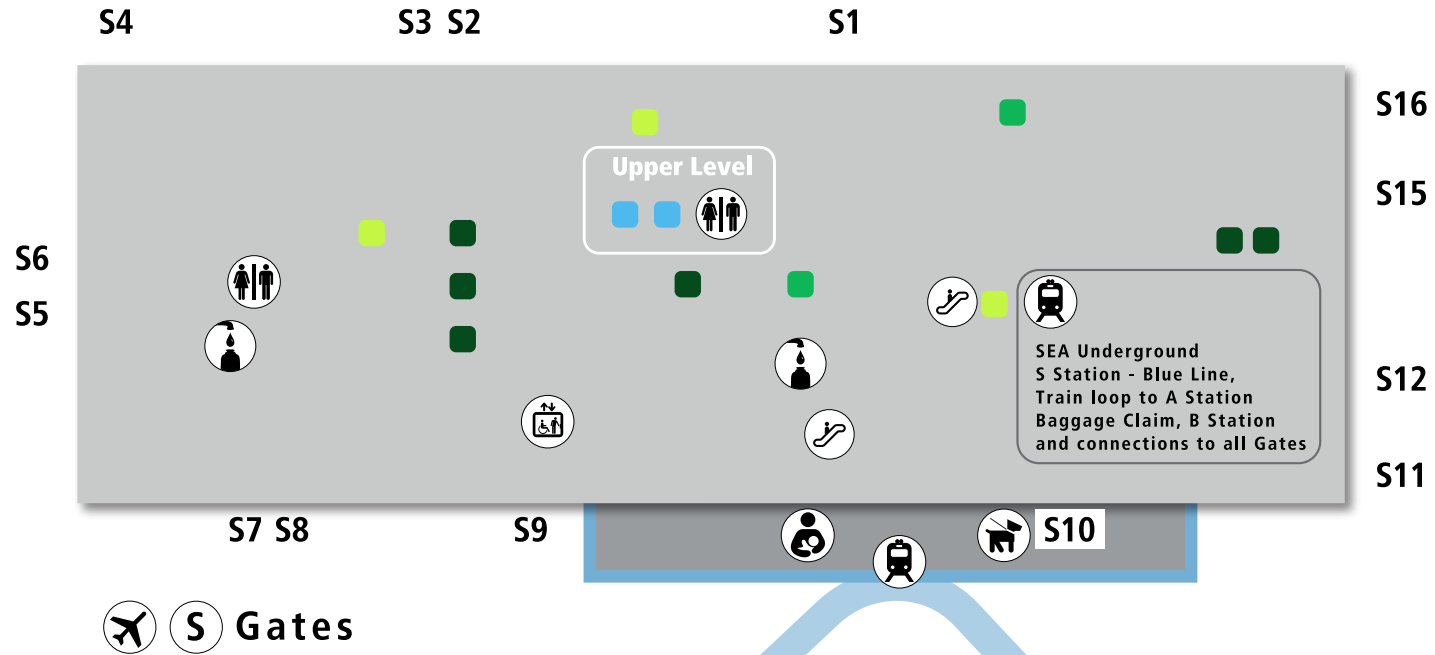 S4 S3 S2 S1
S16
Upper Level
S15
S6
S5
SEA Underground
S Station - Blue Line,
Train loop to A Station
Baggage Claim, B Station
and connections to all Gates
S12
S11
S7 S8 S9 S10
S Gates